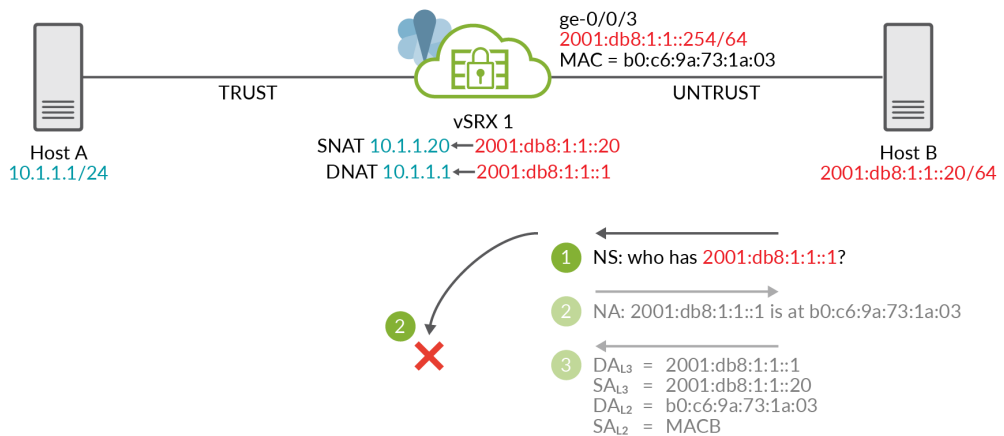 ge-0/0/3
2001:db8:1:1::254/64
MAC = b0:c6:9a:73:1a:03
TRUST
UNTRUST
vSRX 1
SNAT 10.1.1.20 2001:db8:1:1::20
DNAT 10.1.1.1 2001:db8:1:1::1
Host A
10.1.1.1/24
Host B
2001:db8:1:1::20/64
1 NS: who has 2001:db8:1:1::1?
2 NA: 2001:db8:1:1::1 is at b0:c6:9a:73:1a:03
2
3 DAL3 = 2001:db8:1:1::1
SAL3 = 2001:db8:1:1::20
DAL2 = b0:c6:9a:73:1a:03
SAL2 = MACB